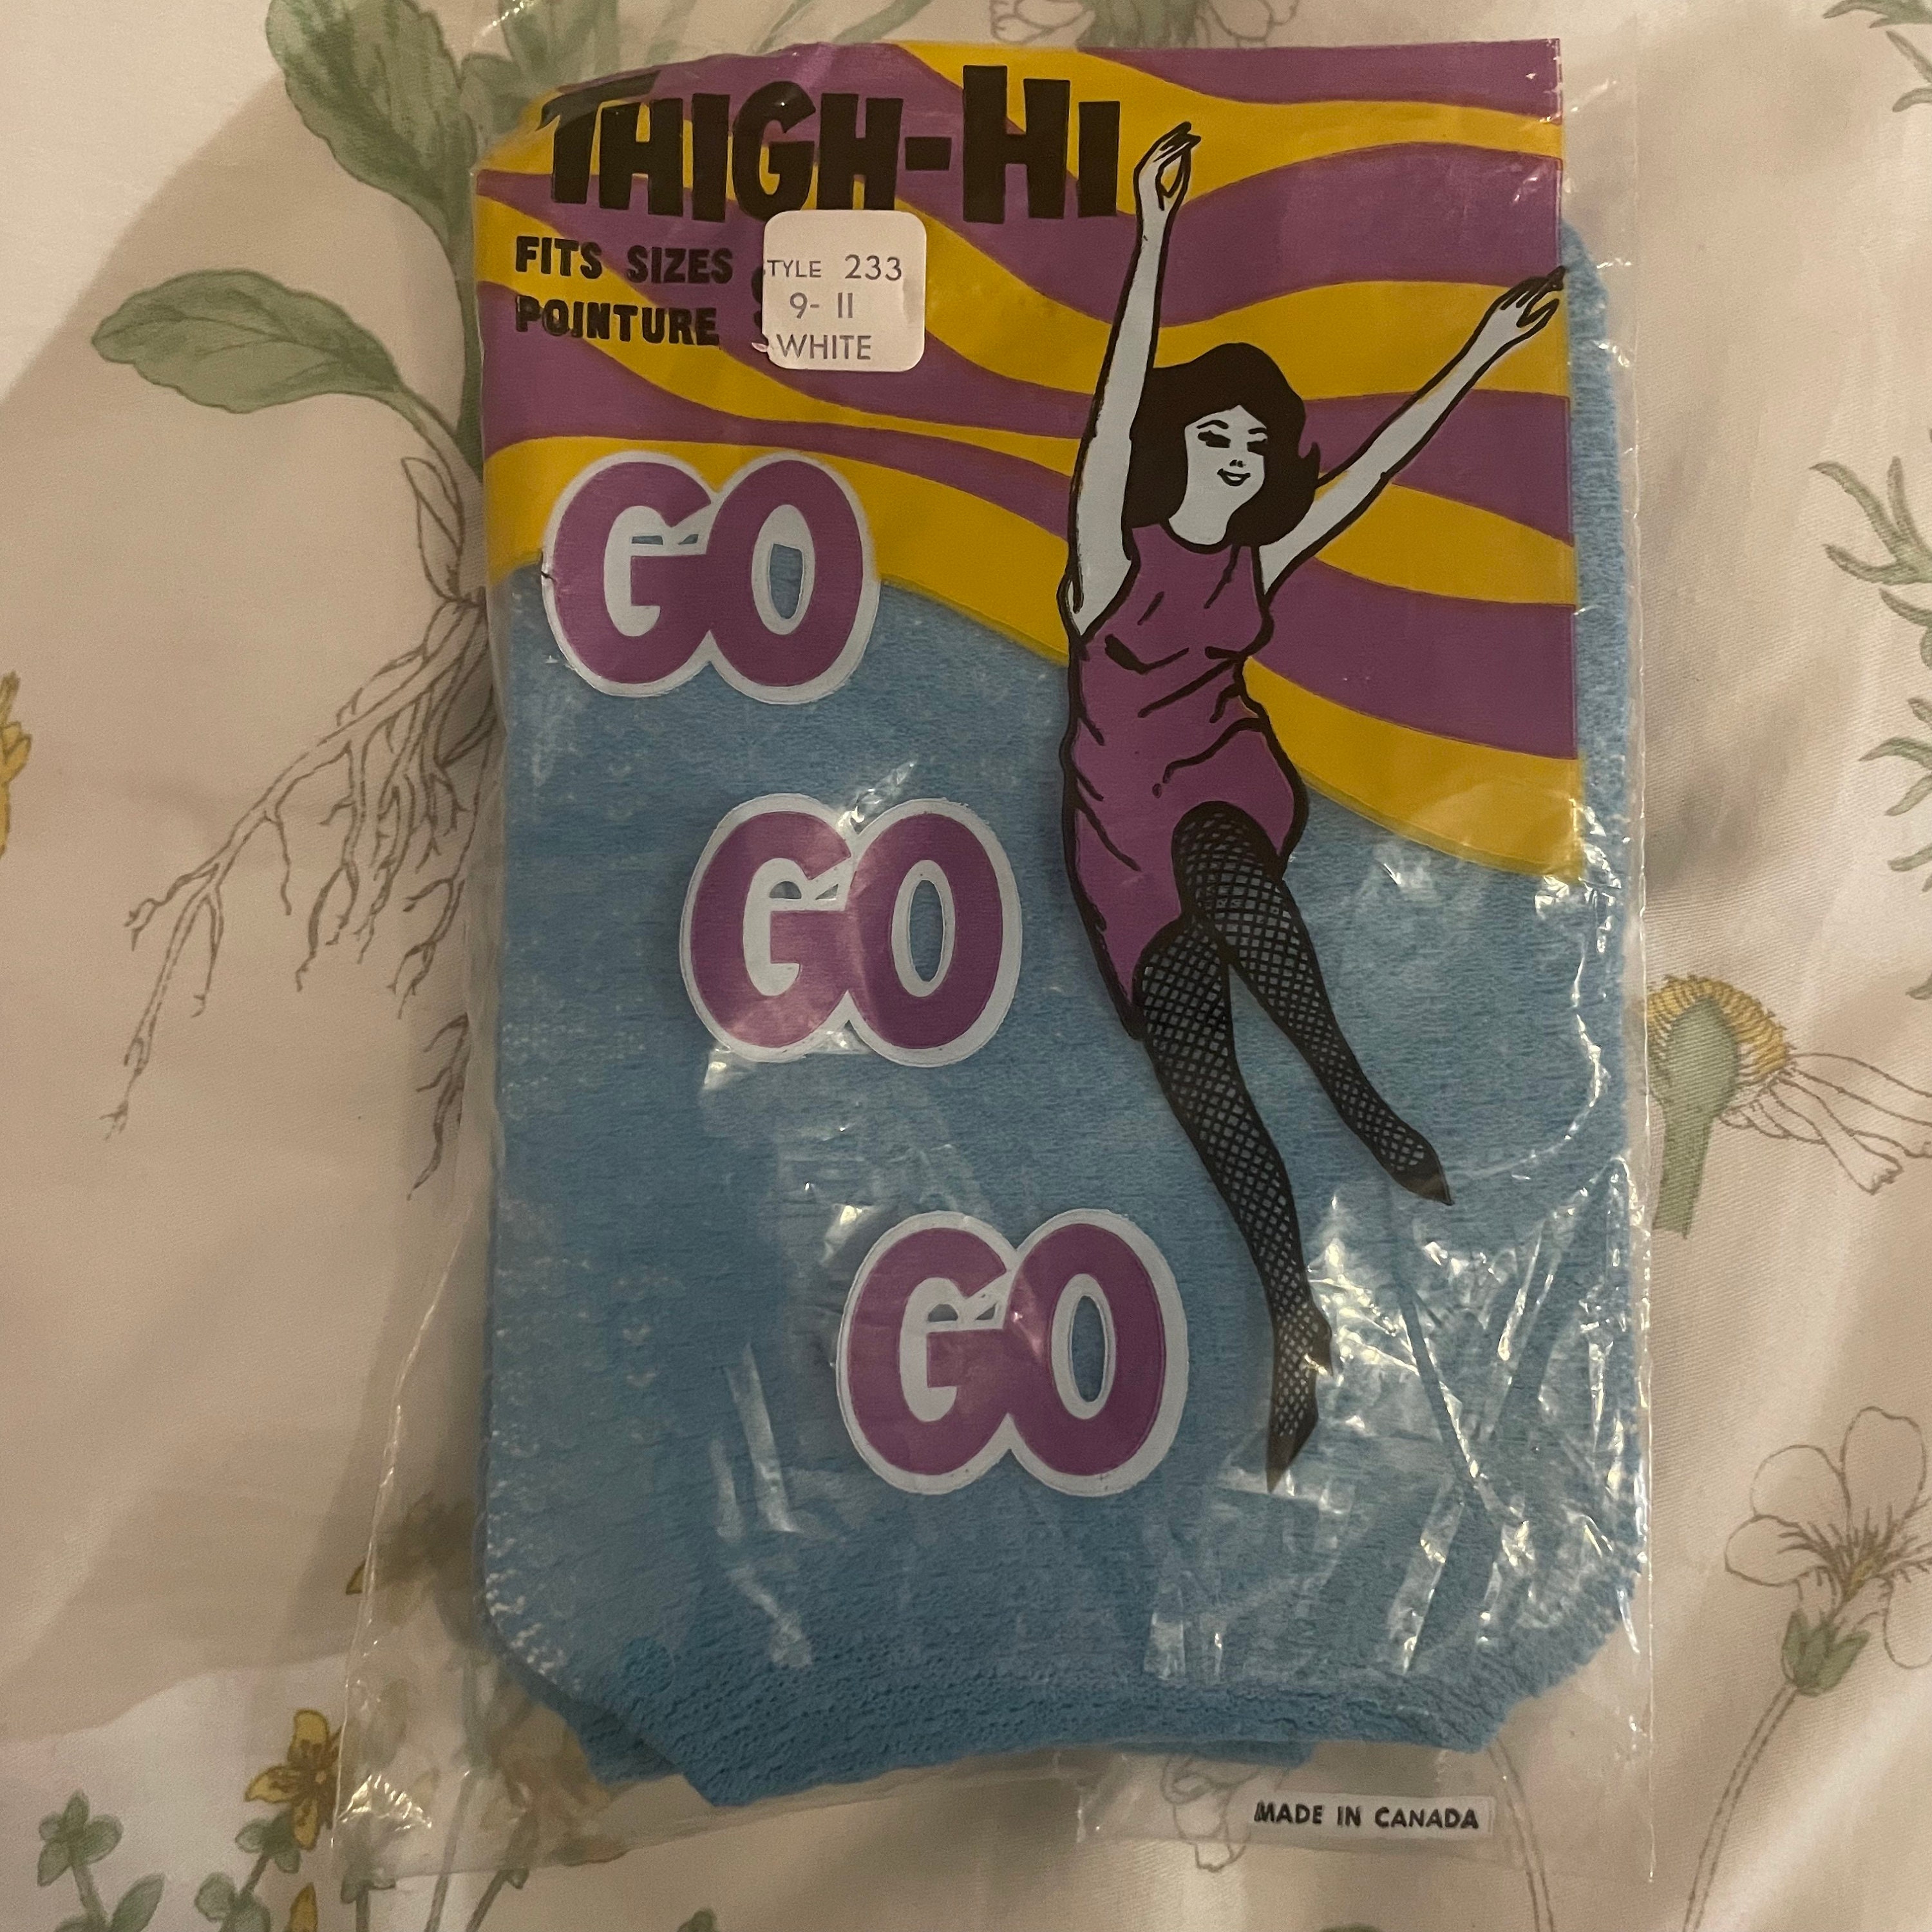 THIGH-HI
FITS SIZES
POINTURE
TYLE 233
9-11
WHITE
GO
GO
GO
MADE IN CANADA